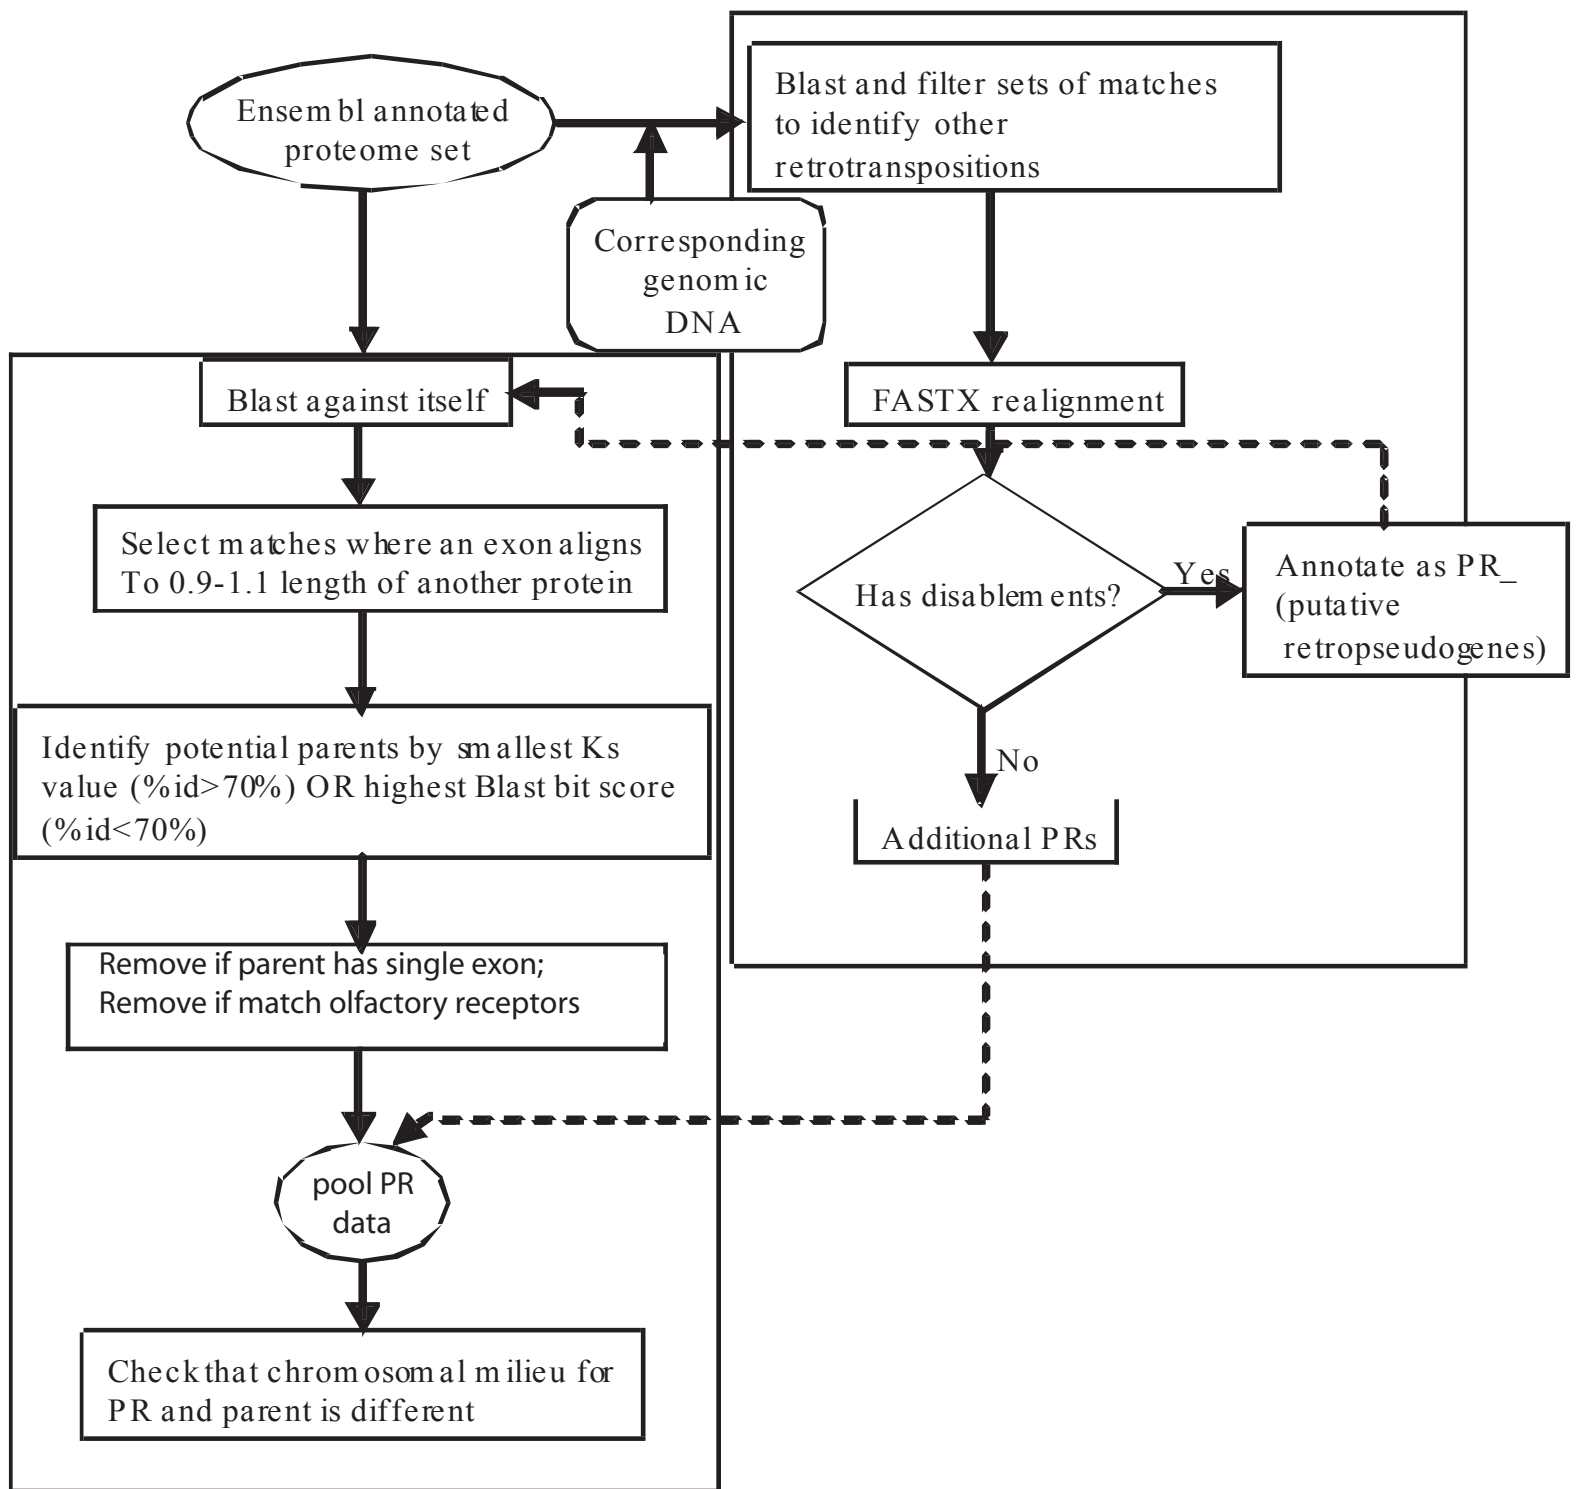 Ensembl annotated
proteome set
Blast and filter sets of matches
to identify other
retrotranspositions
Corresponding
genomic
DNA
Blast against itself
FASTX realignment
Select matches where an exon aligns
To 0.9-1.1 length of another protein
Has disablements?
Yes
Annotate as PR_
(putative
retropseudogenes)
Identify potential parents by smallest Ks
value (%id>70%) OR highest Blast bit score
(%id<70%)
No
Additional PRs
Remove if parent has single exon;
Remove if match olfactory receptors
pool PR
data
Check that chromosomal milieu for
PR and parent is different